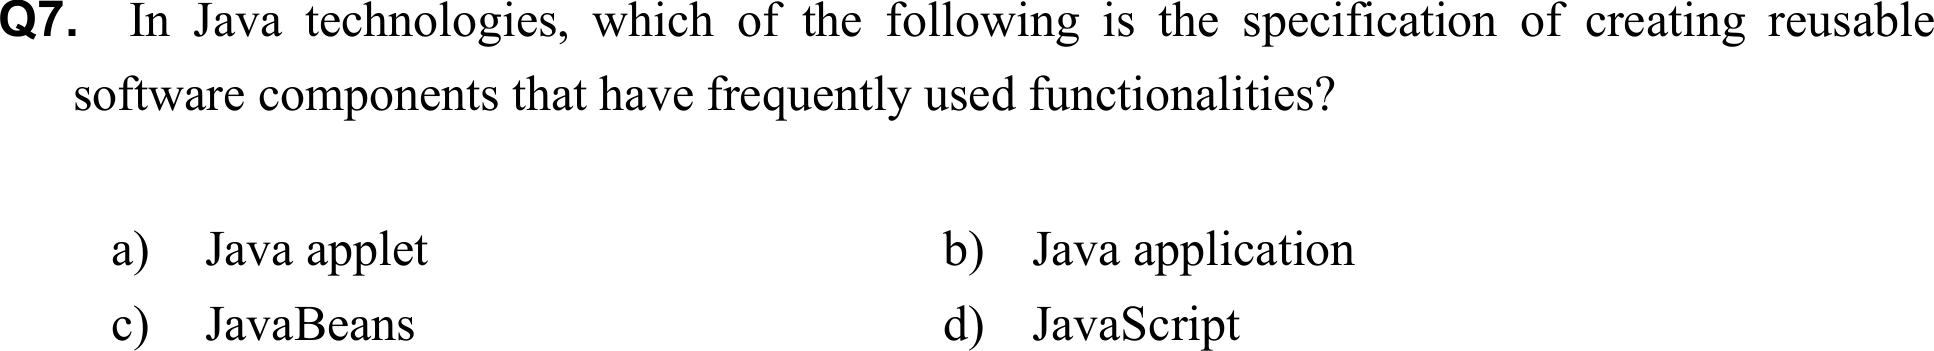 Q7. In Java technologies, which of the following is the specification of creating reusable
software components that have frequently used functionalities?
a) Java applet b) Java application
c) JavaBeans d) JavaScript